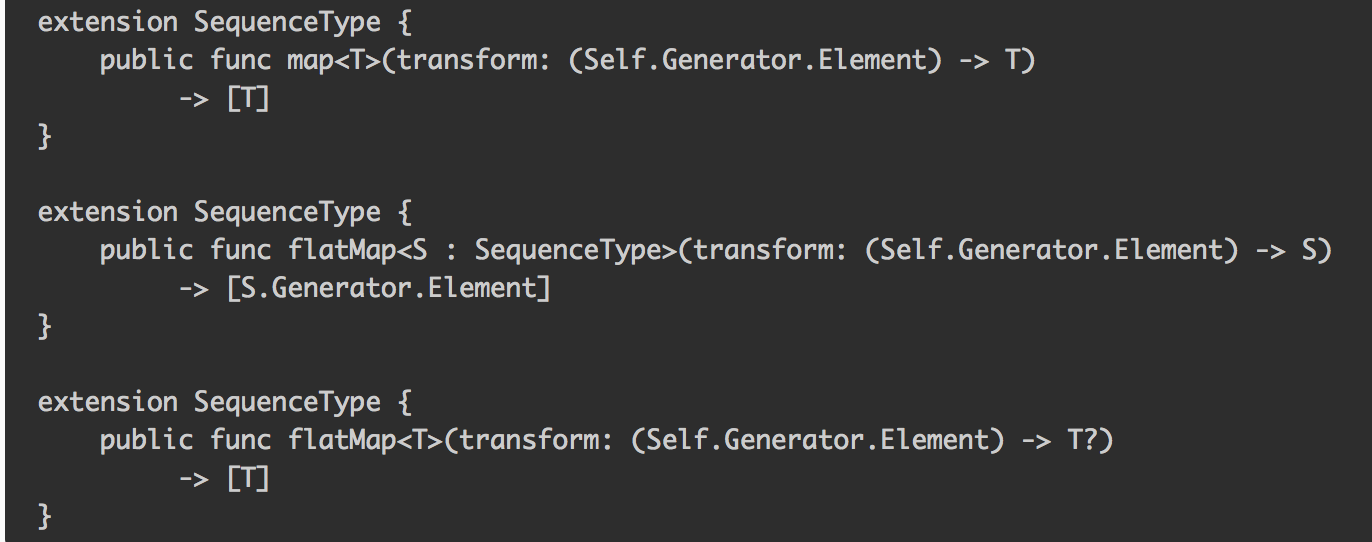 extension SequenceType {
    public func map<T>(transform: (Self.Generator.Element) -> T)
         -> [T]
}

extension SequenceType {
    public func flatMap<S : SequenceType>(transform: (Self.Generator.Element) -> S)
         -> [S.Generator.Element]
}

extension SequenceType {
    public func flatMap<T>(transform: (Self.Generator.Element) -> T?)
         -> [T]
}